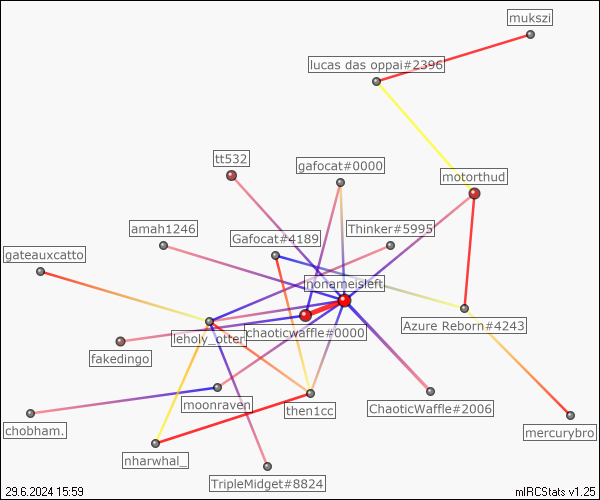 mukszi
lucas das oppai#2396
tt532
gafocat#0000
motorthud
amah1246
Thinker#5995
Gafocat#4189
gateauxcatto
nonameisleft
leholy_otter
chaoticwaffle#0000
Azure Reborn#4243
fakedingo
moonraven
then1cc
ChaoticWaffle#2006
chobham.
mercurybro
nharwhal_
TripleMidget#8824
29.6.2024 15:59
mIRCStats v1.25